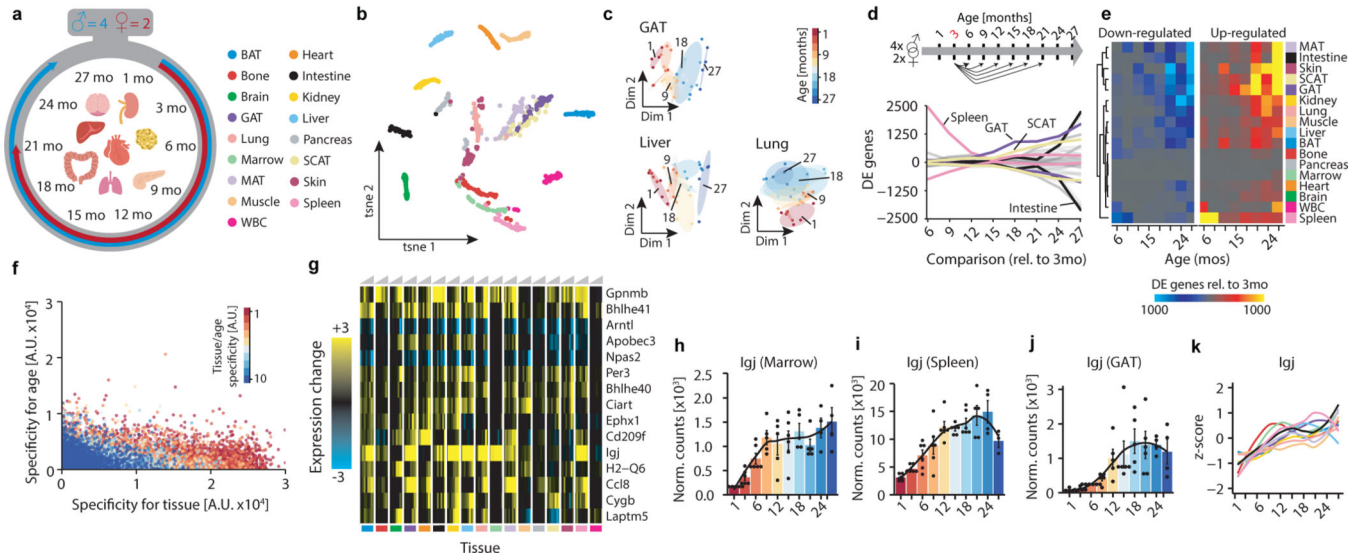 a
♂=4 ♀=2
27 mo 1 mo
24 mo 3 mo
21 mo 6 mo
18 mo 9 mo
15 mo 12 mo
BAT
Bone
Brain
GAT
Lung
Marrow
MAT
Muscle
WBC
Heart
Intestine
Kidney
Liver
Pancreas
SCAT
Skin
Spleen
b
tsne 2
tsne 1
c
GAT
1
18
27
9
Dim 2
Dim 1
Age [months]
1
3
9
15
21
27
Liver
1
9
18
27
Dim 2
Dim 1
Lung
27
18
9
1
Dim 2
Dim 1
d
Age [months]
1 3 6 9 12 15 18 21 24 27
4x ♂
2x ♀
DE genes
2500
1250
0
-1250
-2500
Spleen
GAT
SCAT
Intestine
6 9 12 15 18 21 24 27
Comparison (rel. to 3mo)
e
Down-regulated Up-regulated
MAT
Intestine
Skin
SCAT
GAT
Kidney
Lung
Muscle
Liver
BAT
Bone
Pancreas
Marrow
Heart
Brain
WBC
Spleen
6 15 24 6 15 24
Age (mos)
DE genes rel. to 3mo
1000 1000
f
Specificity for age [A.U. x10⁴]
3
2
1
0
0 1 2 3
Specificity for tissue [A.U. x10⁴]
Tissue/age
specificity [A.U.]
1
10
g
Expression change
+3
-3
Gpnmb
Bhlhe41
Arntl
Apobec3
Npas2
Per3
Bhlhe40
Ciart
Ephx1
Cd209f
Igj
H2−Q6
Ccl8
Cygb
Laptm5
Tissue
h
Igj (Marrow)
Norm. counts [x10³]
2.5
2.0
1.5
1.0
0.5
0.0
1 6 12 18 24
i
Igj (Spleen)
Norm. counts [x10³]
20
15
10
5
0
1 6 12 18 24
j
Igj (GAT)
Norm. counts [x10³]
4
3
2
1
0
1 6 12 18 24
k
Igj
z-score
2
1
0
-1
-2
1 6 12 18 24